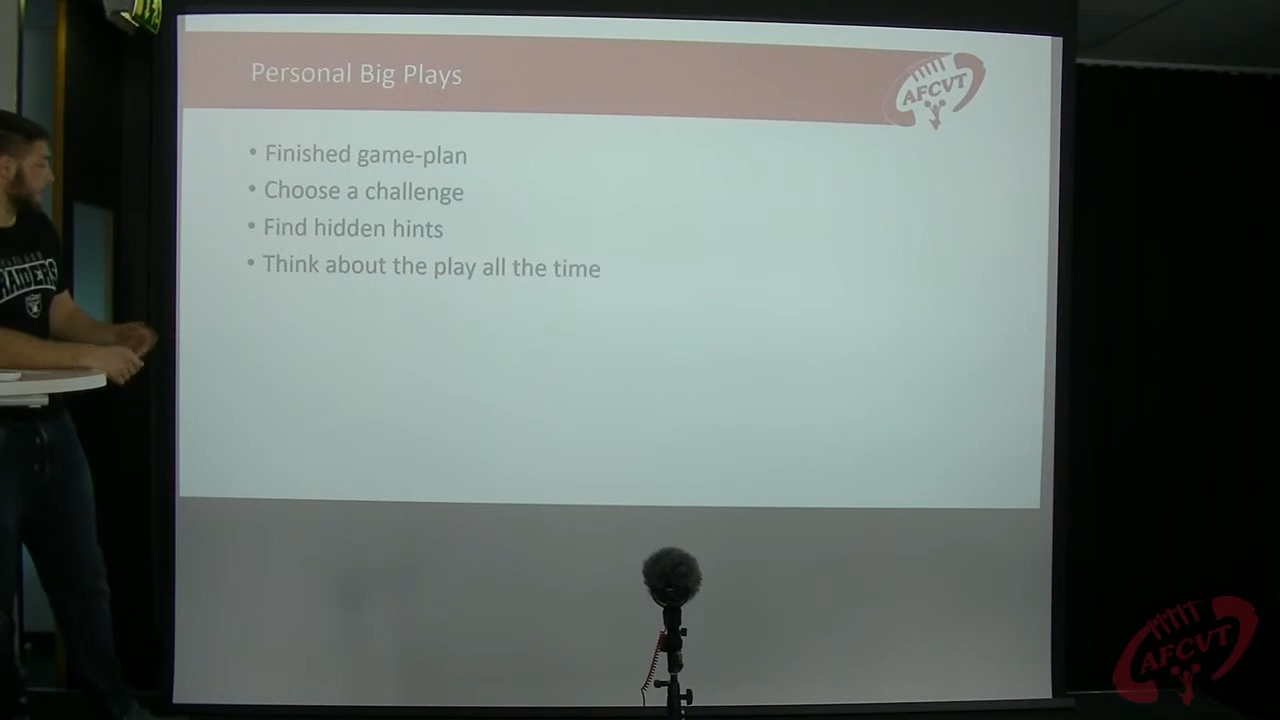 Personal Big Plays
AFCVT
• Finished game-plan
• Choose a challenge
• Find hidden hints
• Think about the play all the time
RAIDERS
AFCVT